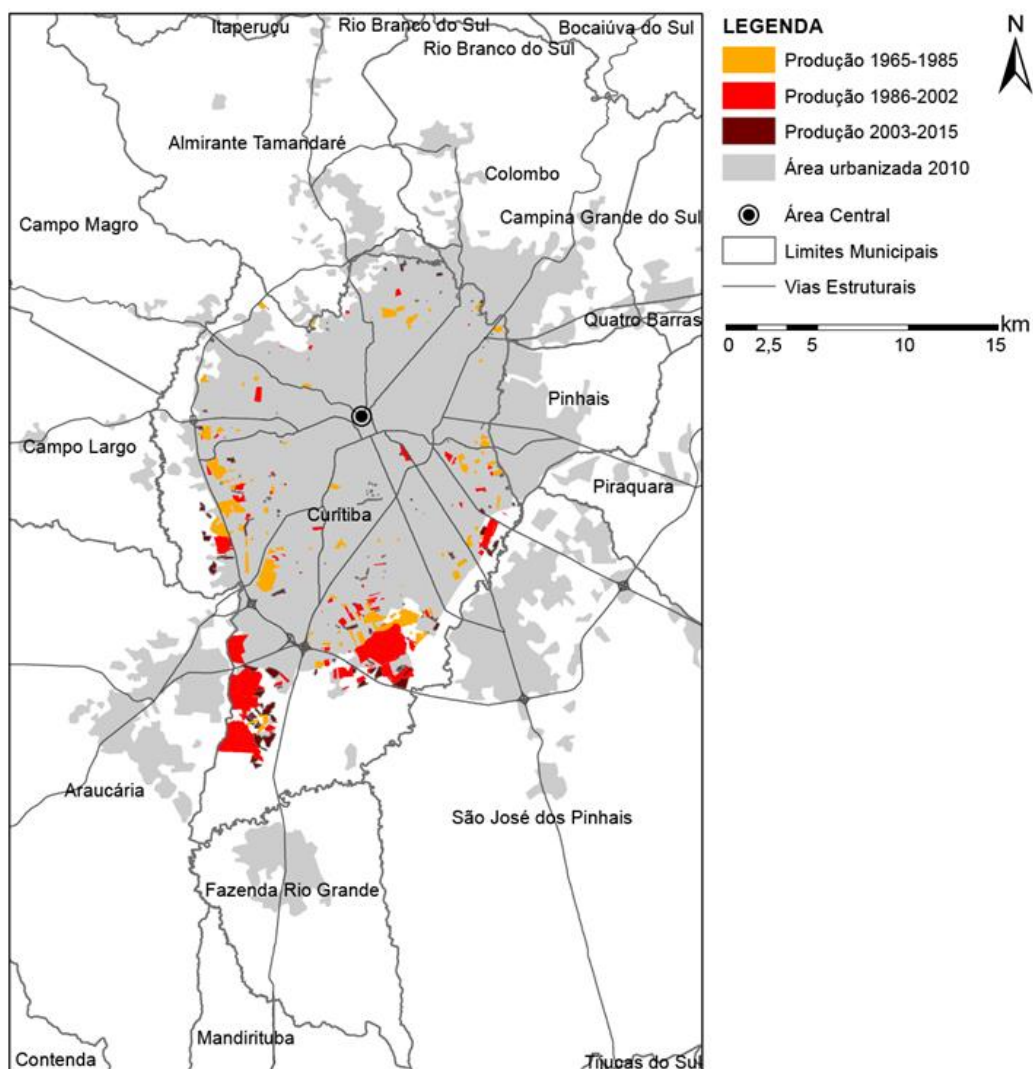 Itaperuçu
Rio Branco do Sul
Bocaiúva do Sul
Rio Branco do Sul
Almirante Tamandaré
Colombo
Campo Magro
Campina Grande do Sul
Quatro Barras
Pinhais
Campo Largo
Piraquara
Curitiba
Araucária
São José dos Pinhais
Fazenda Rio Grande
Mandirituba
Contenda
Tijucas do Sul
LEGENDA
N
Produção 1965-1985
Produção 1986-2002
Produção 2003-2015
Área urbanizada 2010
Área Central
Limites Municipais
Vias Estruturais
km
0 2,5 5 10 15